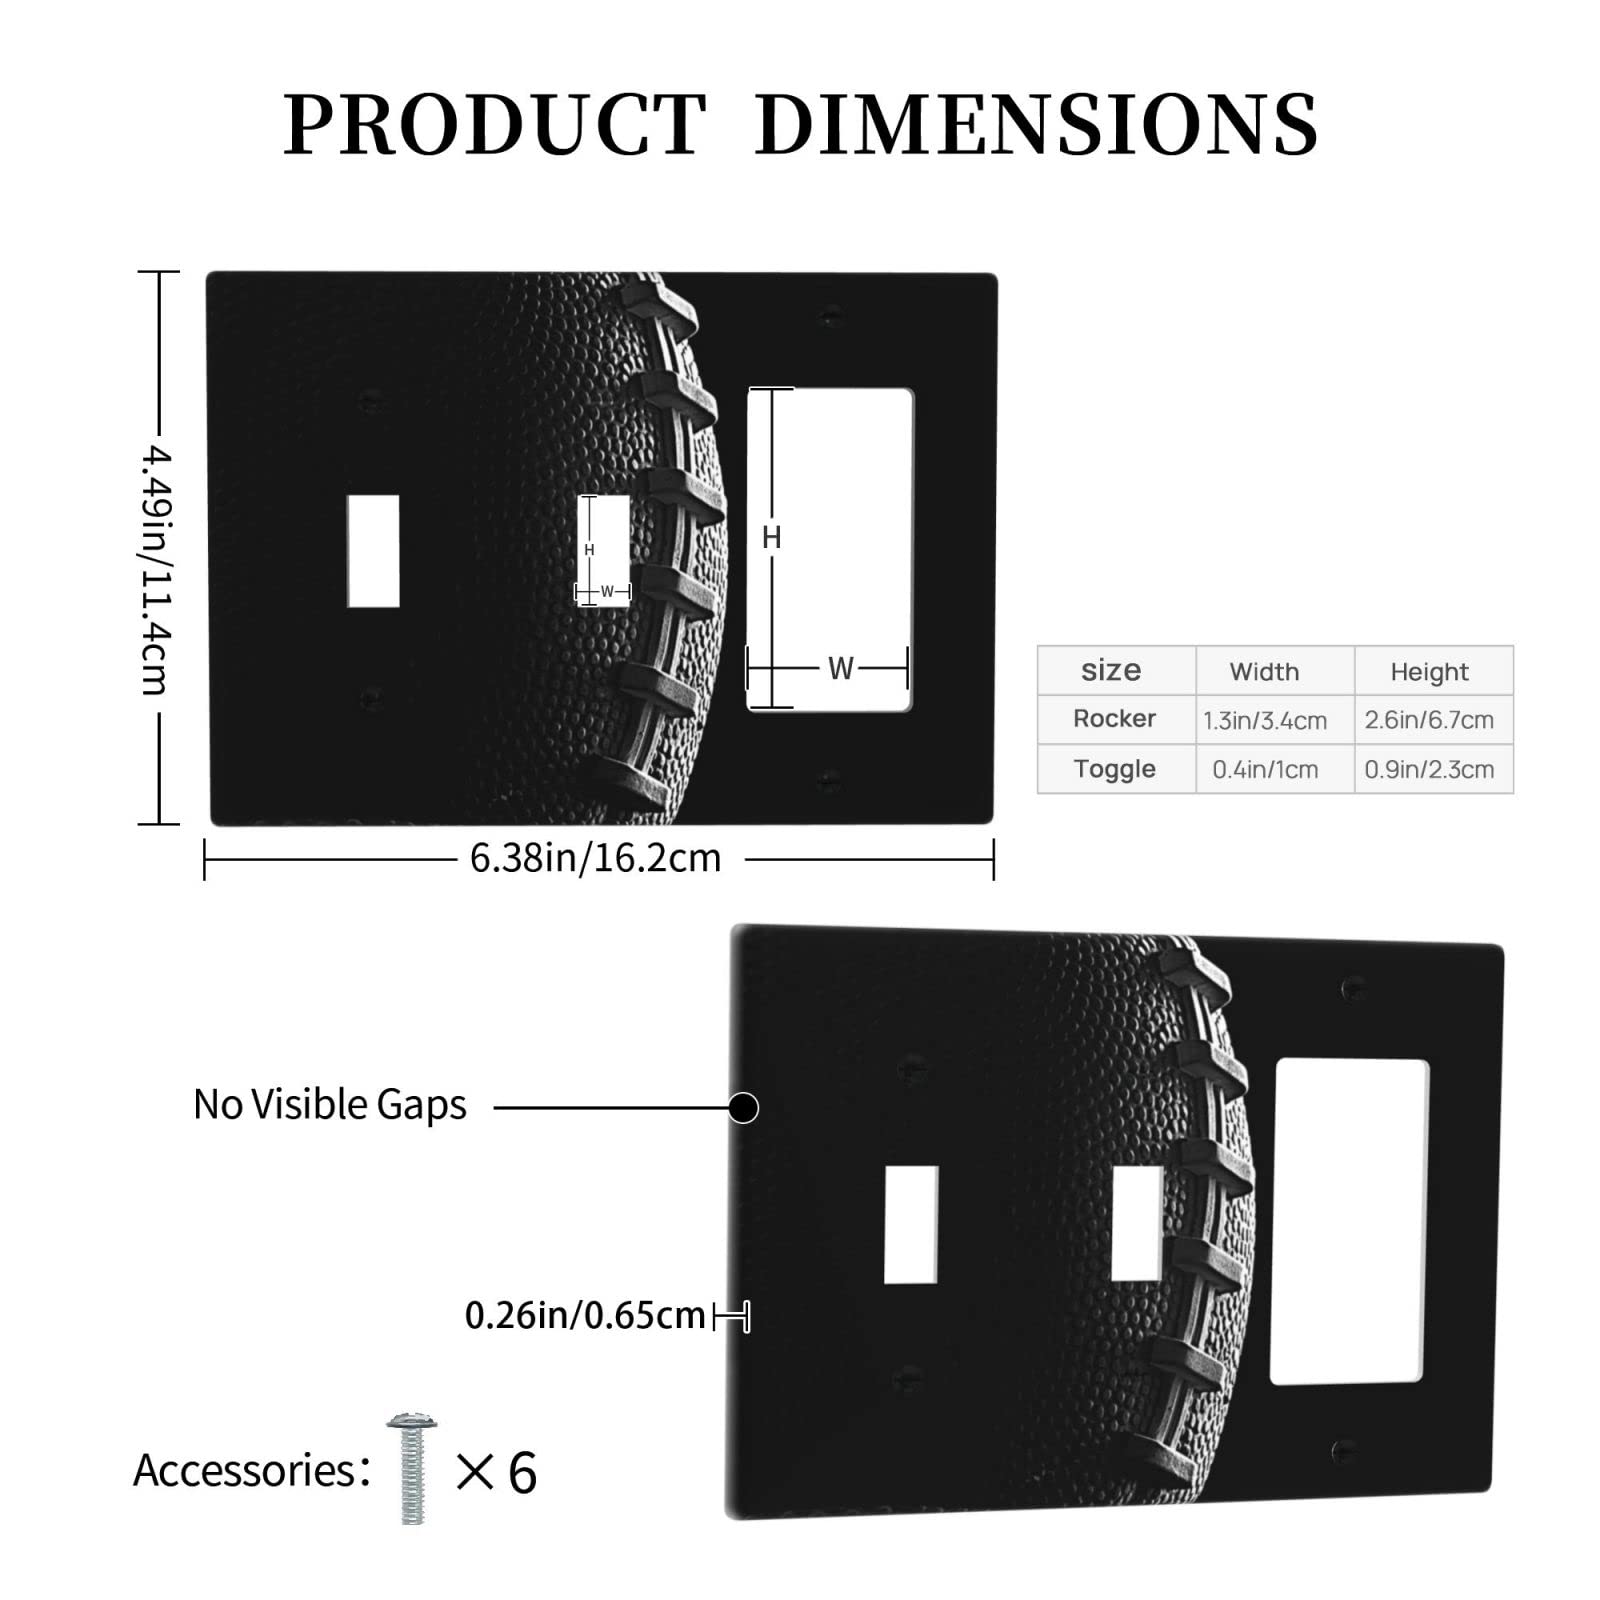 PRODUCT DIMENSIONS
4.49in/11.4cm
H
W
H
W
6.38in/16.2cm
size Width Height
Rocker 1.3in/3.4cm 2.6in/6.7cm
Toggle 0.4in/1cm 0.9in/2.3cm
No Visible Gaps
0.26in/0.65cm
Accessories: ×6